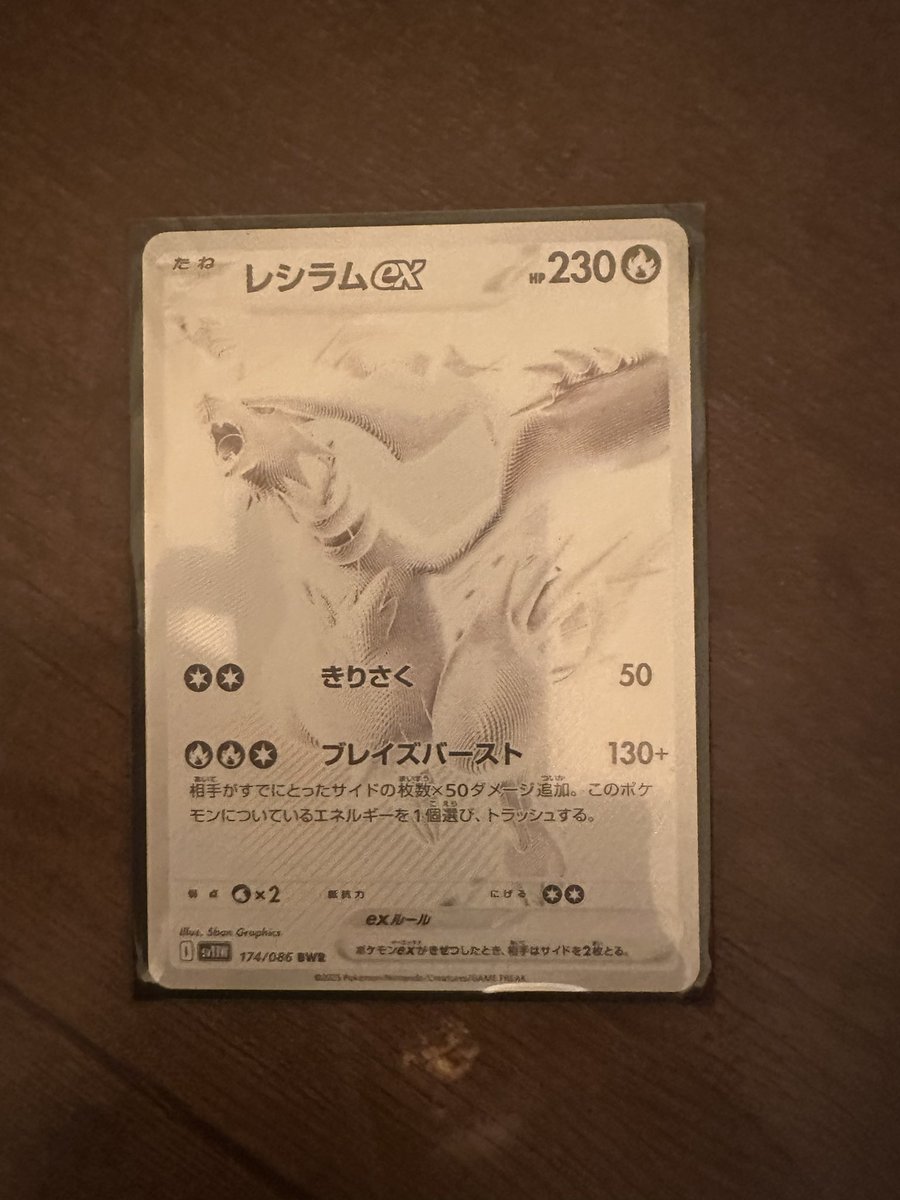 たね レシラムex HP230
きりさく 50
ブレイズバースト 130+
相手がすでにとったサイドの枚数×50ダメージ追加。このポケ
モンについているエネルギーを1個選び、トラッシュする。
弱点 ×2 抵抗力 にげる
exルール
Illus. 5ban Graphics
ポケモンexがきぜつしたとき、相手はサイドを2枚とる。
I SV11W 174/086 BWR
©2025 Pokémon/Nintendo/Creatures/GAME FREAK